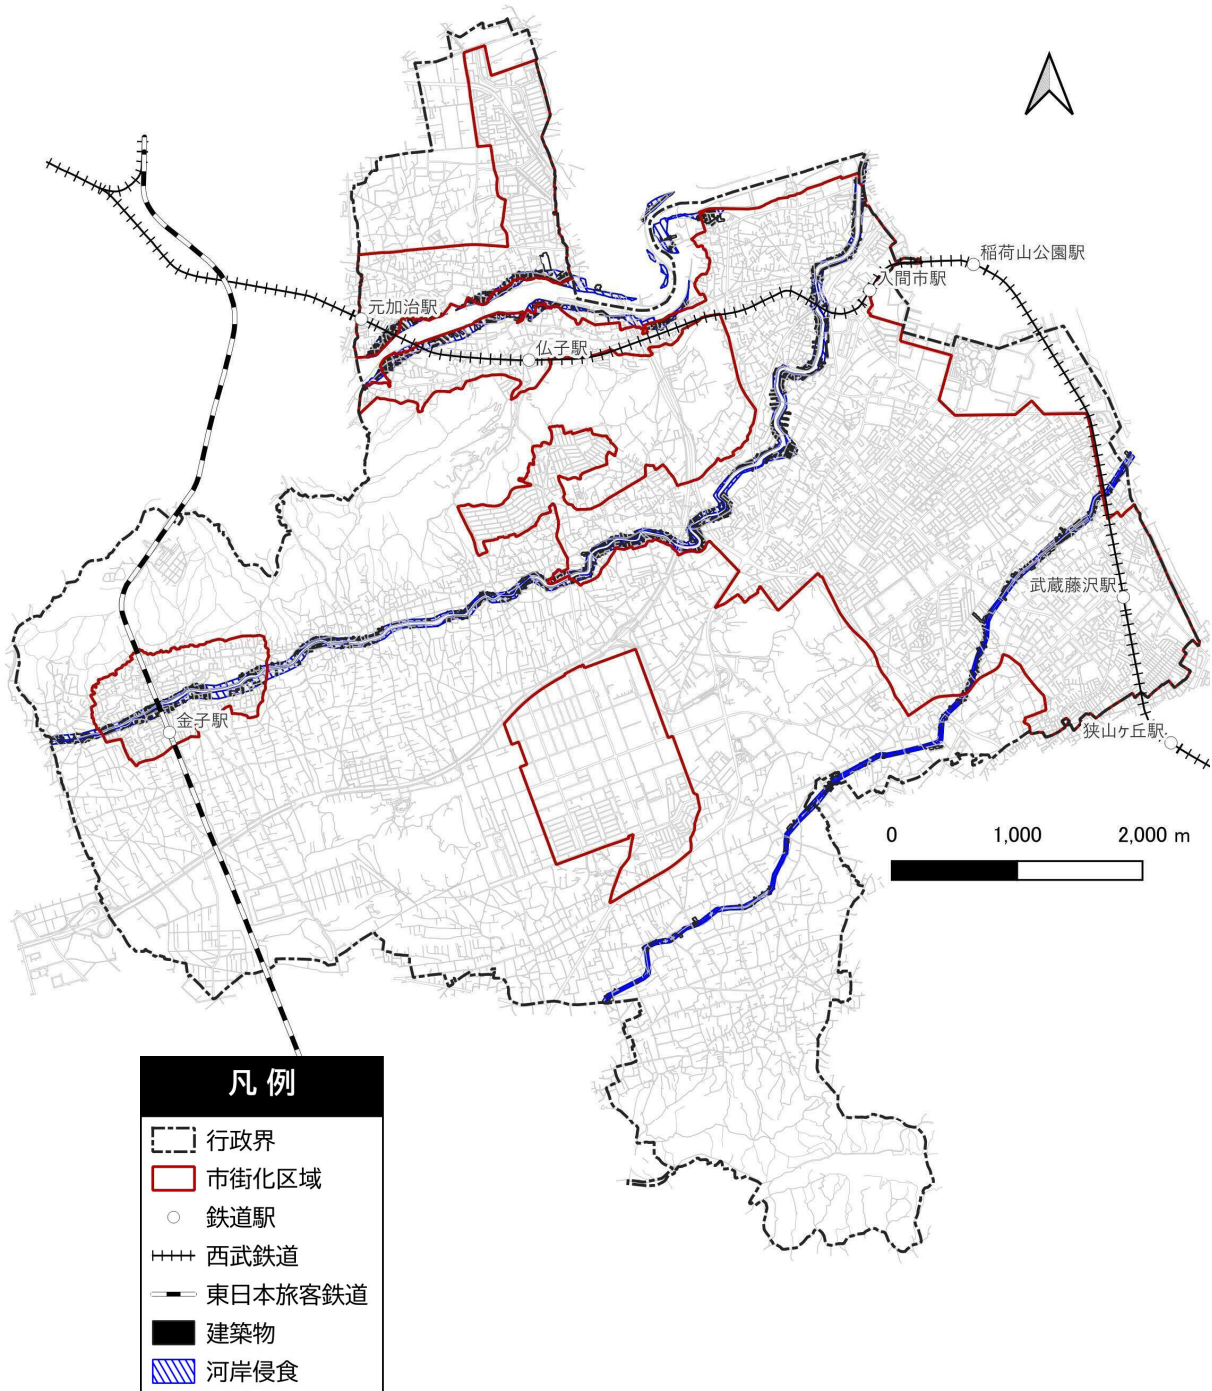 稲荷山公園駅
入間市駅
元加治駅
仏子駅
武蔵藤沢駅
金子駅
狭山ヶ丘駅
0 1,000 2,000 m
凡 例
行政界
市街化区域
鉄道駅
西武鉄道
東日本旅客鉄道
建築物
河岸侵食